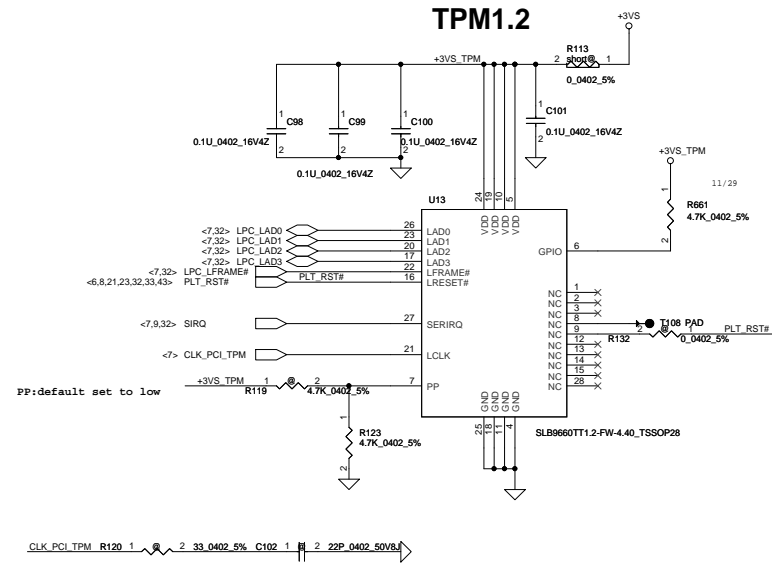 TPM1.2
+3VS
R113
+3VS_TPM 2 short@ 1
0_0402_5%
1 1 1 1
C98 C99 C100 C101
0.1U_0402_16V4Z 0.1U_0402_16V4Z 0.1U_0402_16V4Z
2 2 2 2
0.1U_0402_16V4Z
+3VS_TPM
11/29
1
R661
4.7K_0402_5%
2
U13
24 19 10 5
VDD VDD VDD VDD
<7,32> LPC_LAD0 26 LAD0
<7,32> LPC_LAD1 23 LAD1
<7,32> LPC_LAD2 20 LAD2
<7,32> LPC_LAD3 17 LAD3
<7,32> LPC_LFRAME# 22 LFRAME#
<6,8,21,23,32,33,43> PLT_RST# PLT_RST# 16 LRESET#
<7,9,32> SIRQ 27 SERIRQ
<7> CLK_PCI_TPM 21 LCLK
GPIO 6
NC 1
NC 2
NC 3
NC 8 T108 PAD
NC 9 2 @ 1 PLT_RST#
R132 0_0402_5%
NC 12
NC 13
NC 14
NC 15
NC 28
PP:default set to low
+3VS_TPM 1 @ 2 7 PP
R119 4.7K_0402_5%
1
R123
4.7K_0402_5%
2
GND GND GND GND
25 18 11 4
SLB9660TT1.2-FW-4.40_TSSOP28
CLK_PCI_TPM R120 1 @ 2 33_0402_5% C102 1 @ 2 22P_0402_50V8J